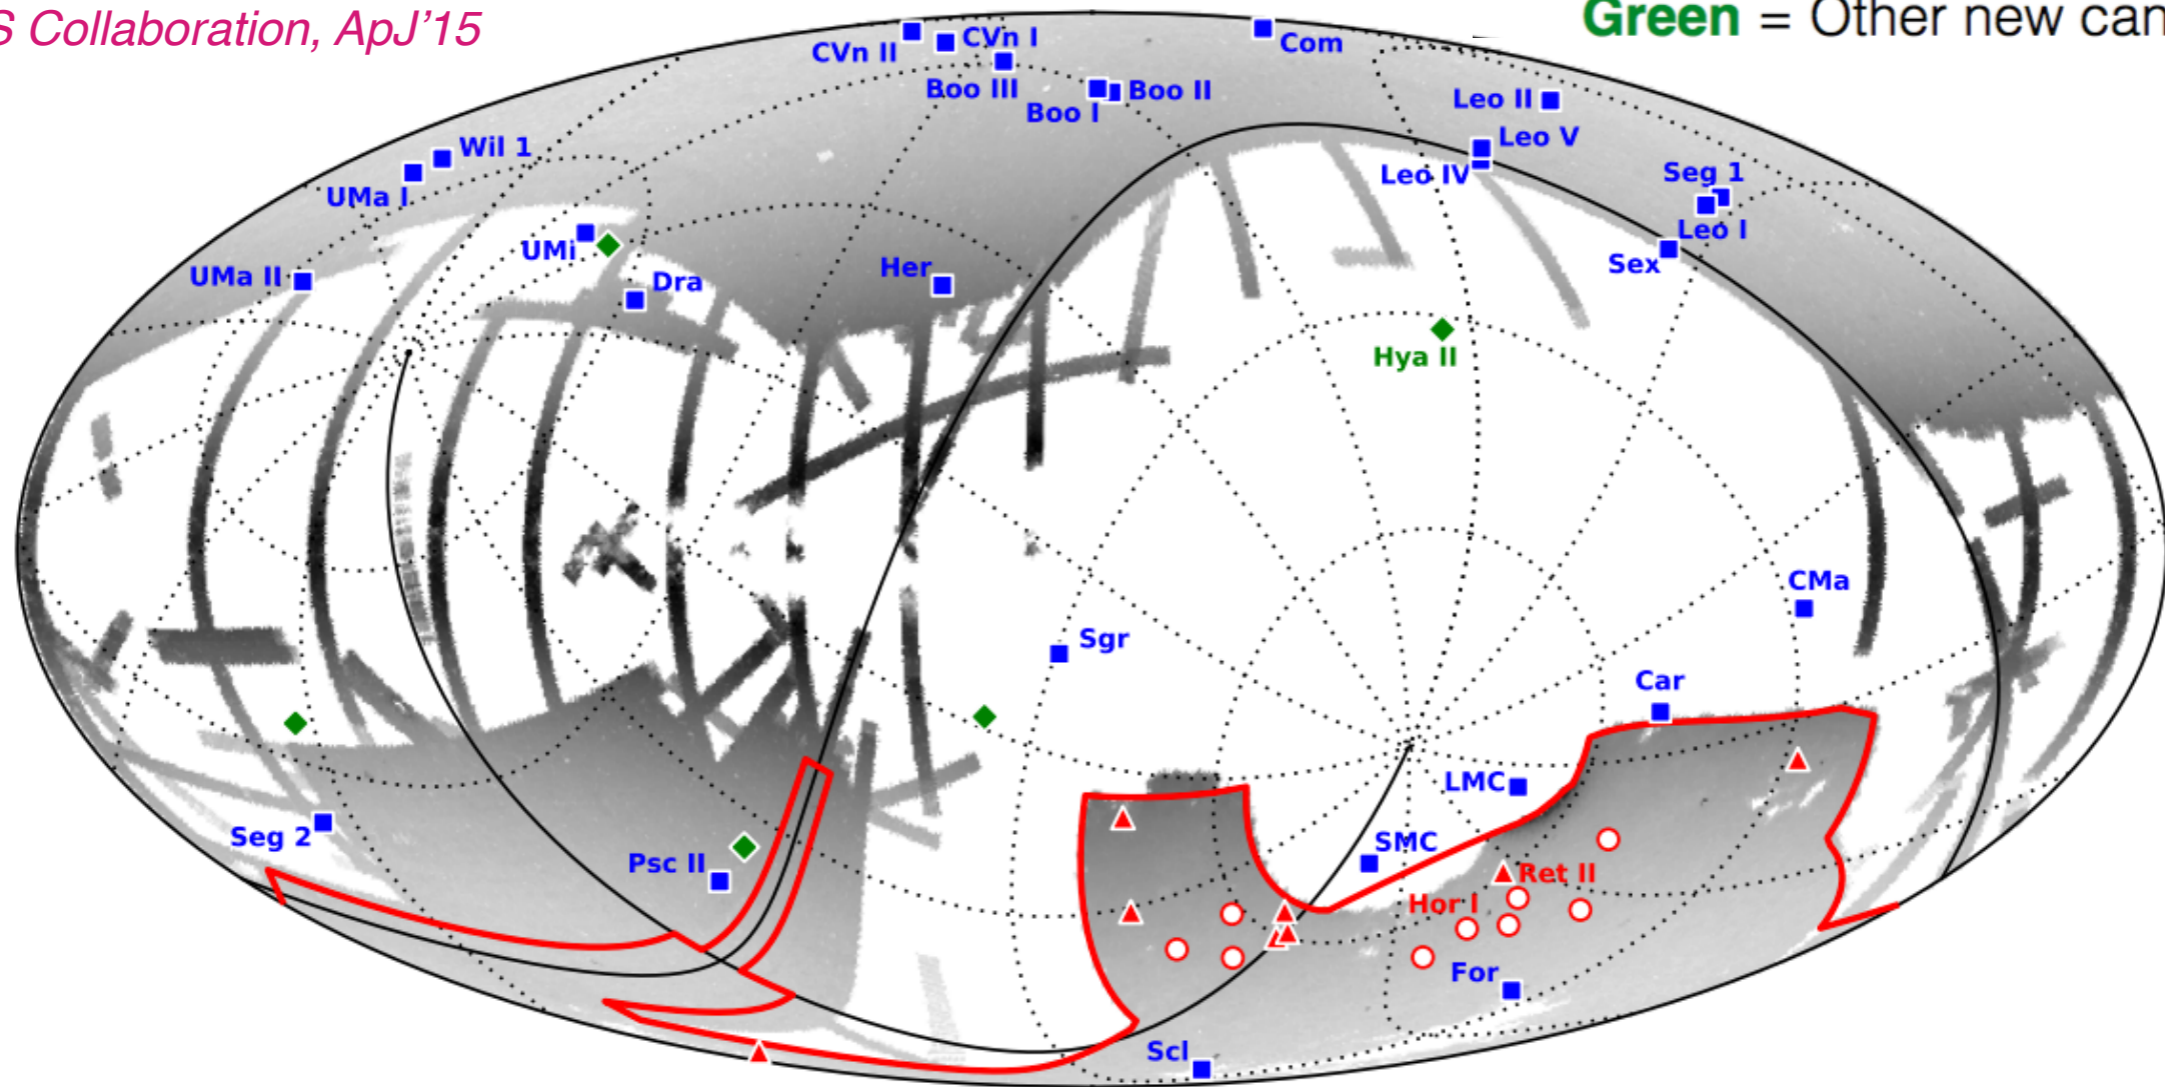 S Collaboration, ApJ'15
Green = Other new can
CVn II
CVn I
Com
Boo III
Boo I
Boo II
Leo II
Leo V
Wil 1
UMa I
Leo IV
Seg 1
Leo I
UMi
Sex
UMa II
Dra
Her
Hya II
CMa
Sgr
Car
LMC
Seg 2
SMC
Psc II
Ret II
Hor I
For
Scl